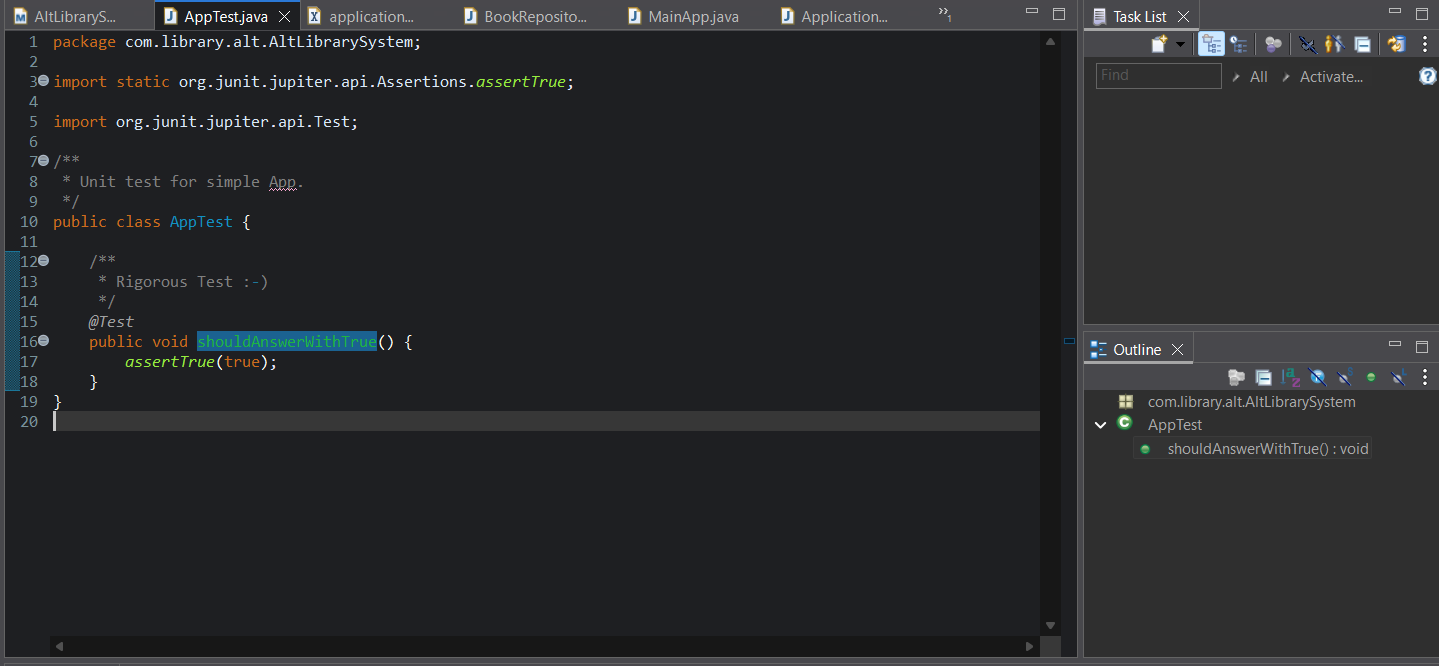 AltLibraryS...
AppTest.java
application...
BookReposito...
MainApp.java
Application...
»1
1 package com.library.alt.AltLibrarySystem;
2
3 import static org.junit.jupiter.api.Assertions.assertTrue;
4
5 import org.junit.jupiter.api.Test;
6
7 /**
8 * Unit test for simple App.
9 */
10 public class AppTest {
11
12 /**
13 * Rigorous Test :-)
14 */
15 @Test
16 public void shouldAnswerWithTrue() {
17 assertTrue(true);
18 }
19 }
20
Task List
Find
All
Activate...
Outline
com.library.alt.AltLibrarySystem
AppTest
shouldAnswerWithTrue() : void